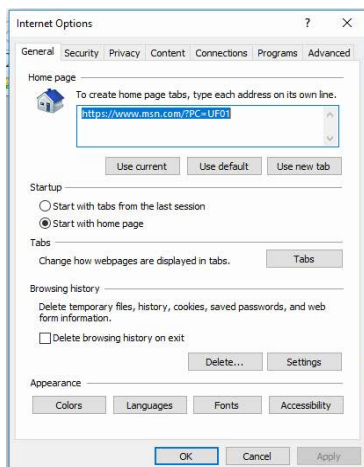 Internet Options
? X
General Security Privacy Content Connections Programs Advanced
Home page
To create home page tabs, type each address on its own line.
https://www.msn.com/?PC=UF01
Use current Use default Use new tab
Startup
Start with tabs from the last session
Start with home page
Tabs
Change how webpages are displayed in tabs. Tabs
Browsing history
Delete temporary files, history, cookies, saved passwords, and web
form information.
Delete browsing history on exit
Delete... Settings
Appearance
Colors Languages Fonts Accessibility
OK Cancel Apply